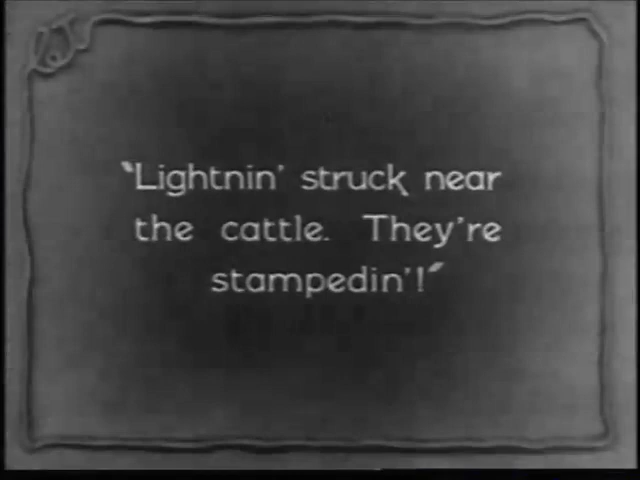 “Lightnin' struck near
the cattle. They're
stampedin'!”